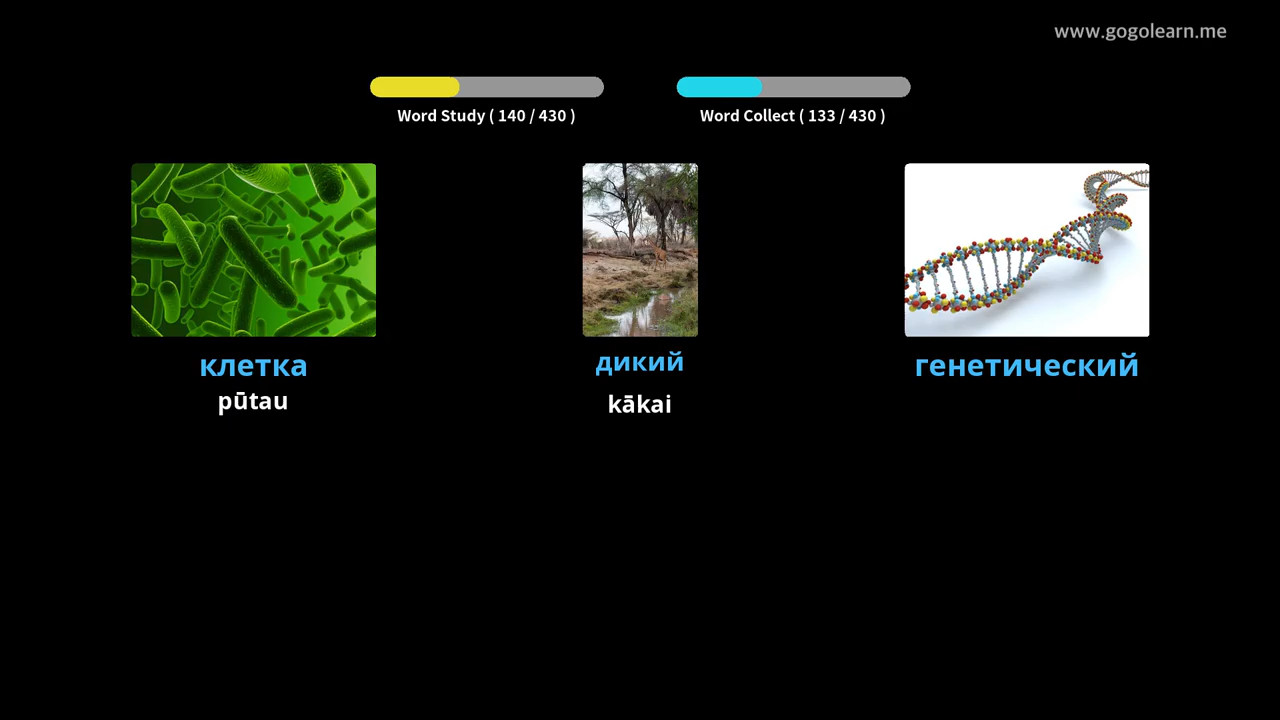 www.gogolearn.me
Word Study ( 140 / 430 )
Word Collect ( 133 / 430 )
клетка
дикий
генетический
pūtau
kākai